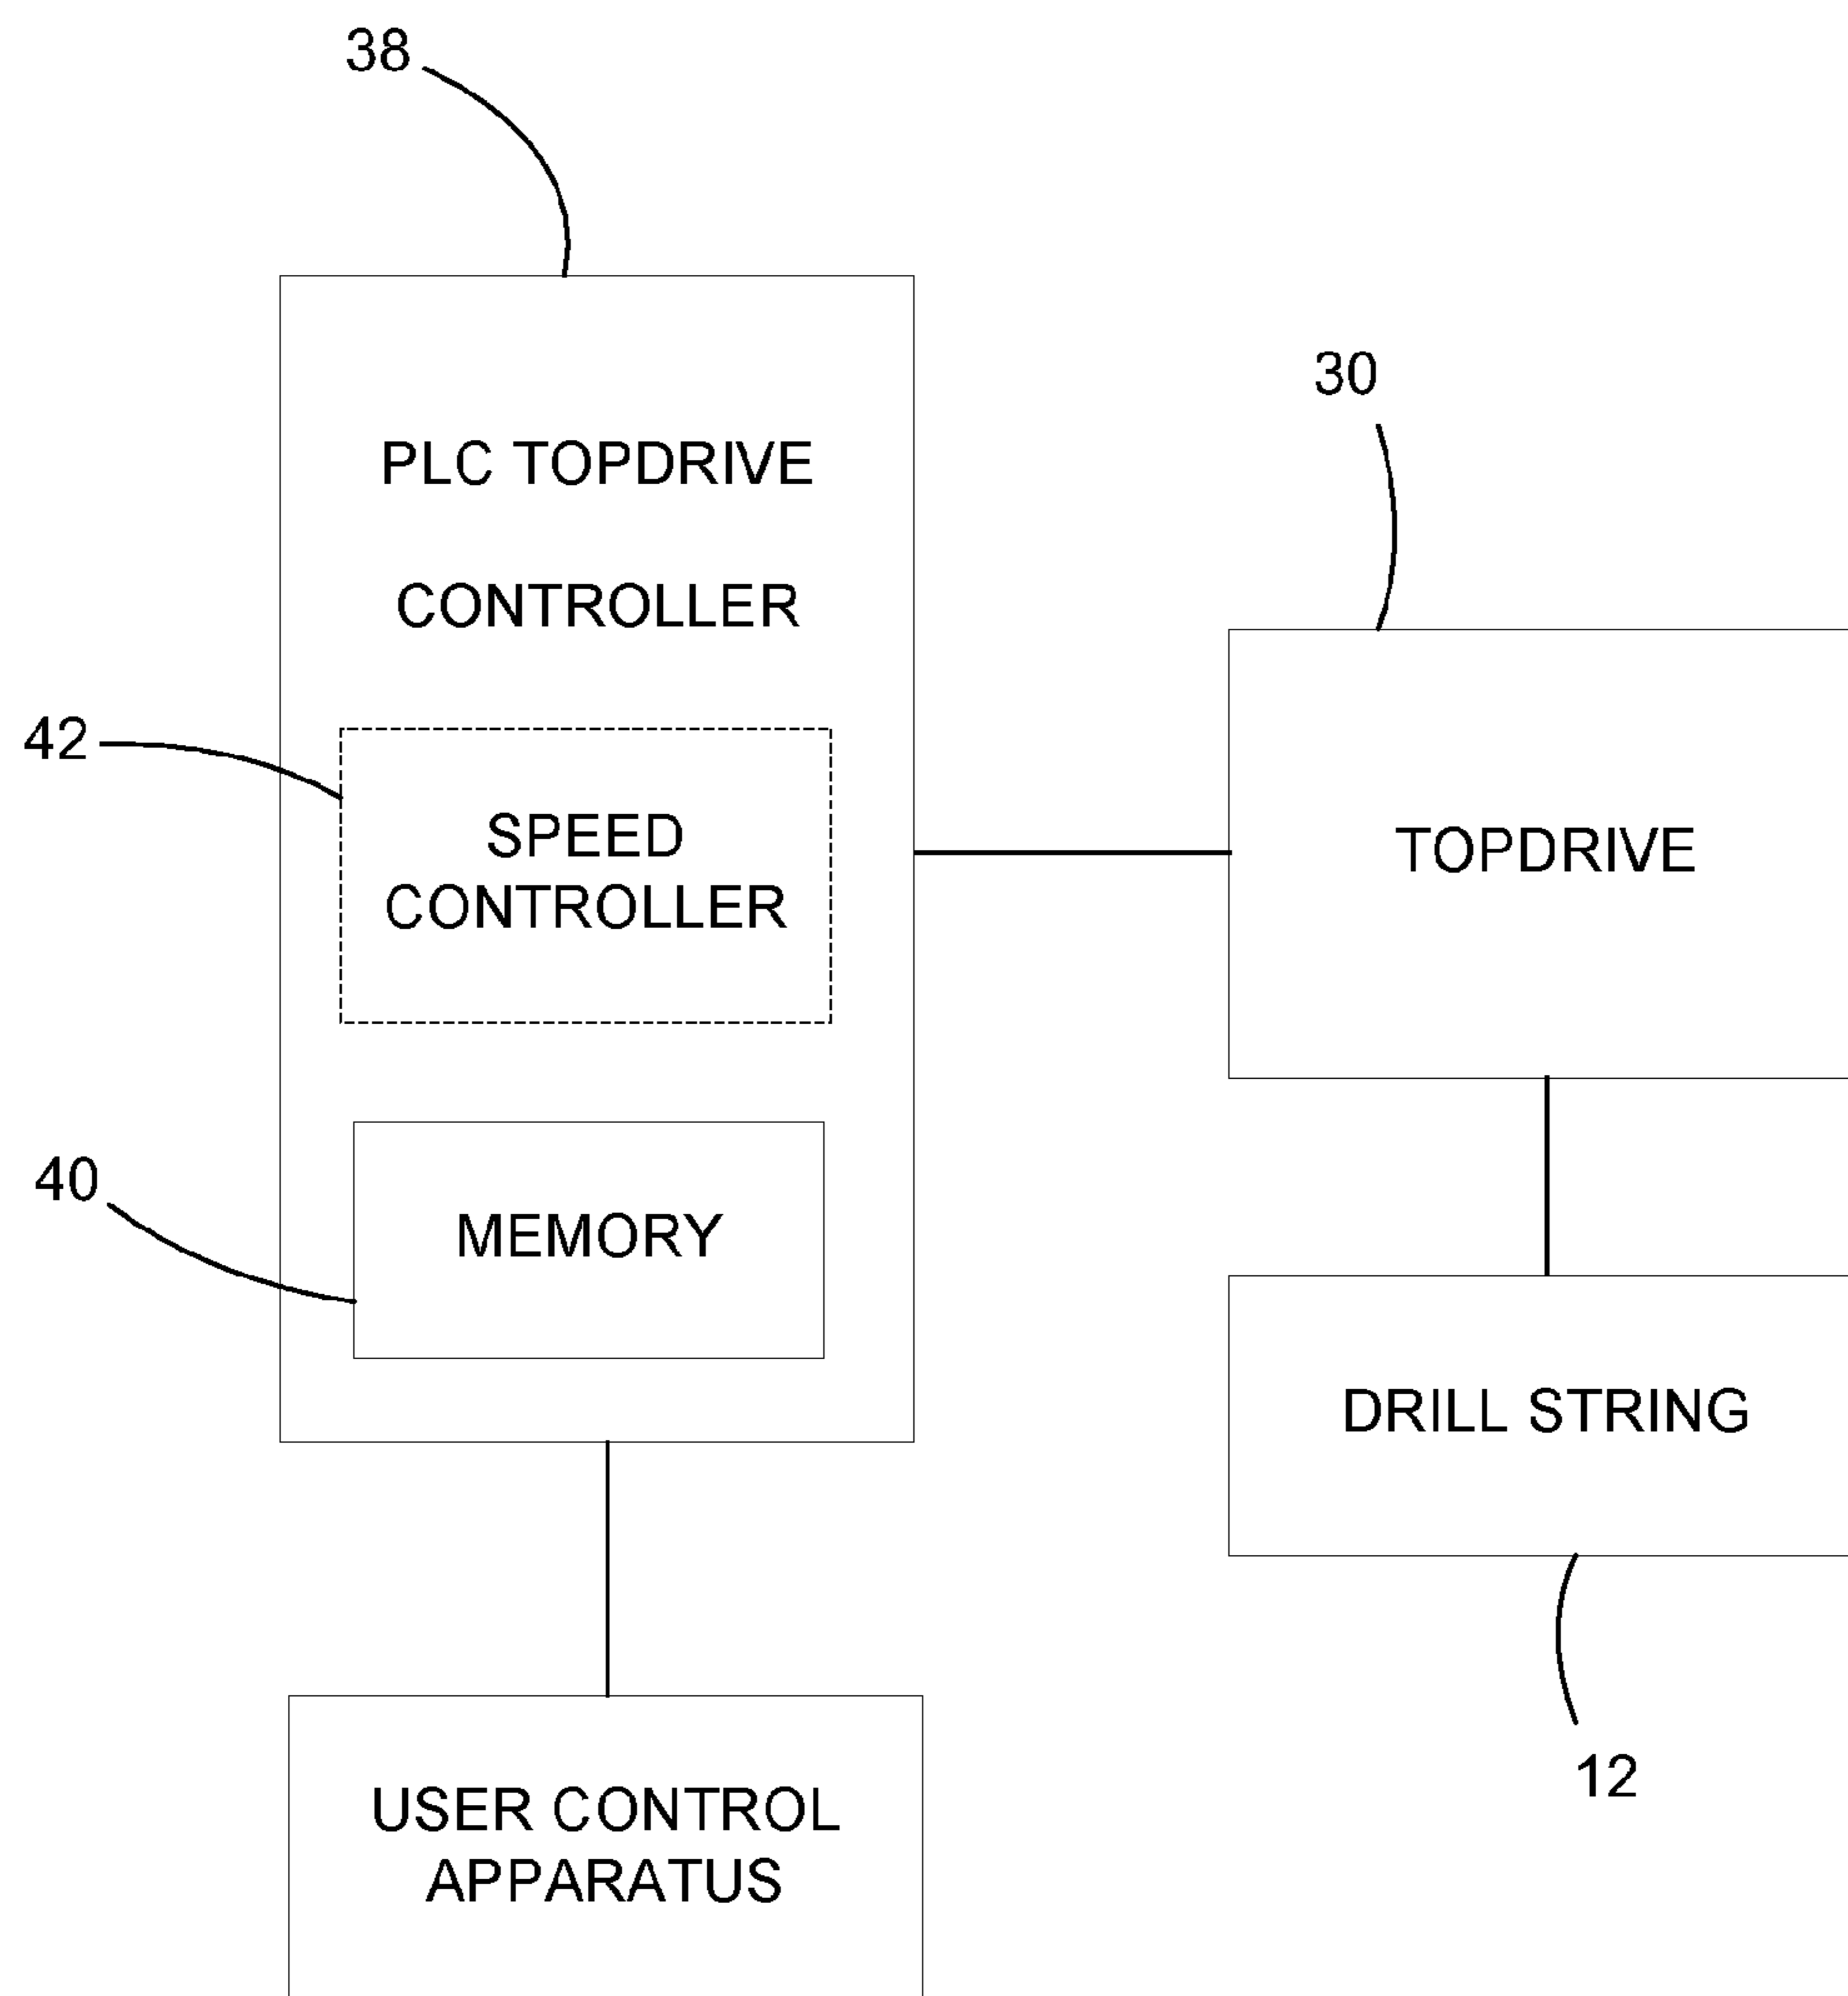 38
30
PLC TOPDRIVE
CONTROLLER
42
SPEED
CONTROLLER
TOPDRIVE
40
MEMORY
DRILL STRING
12
USER CONTROL
APPARATUS